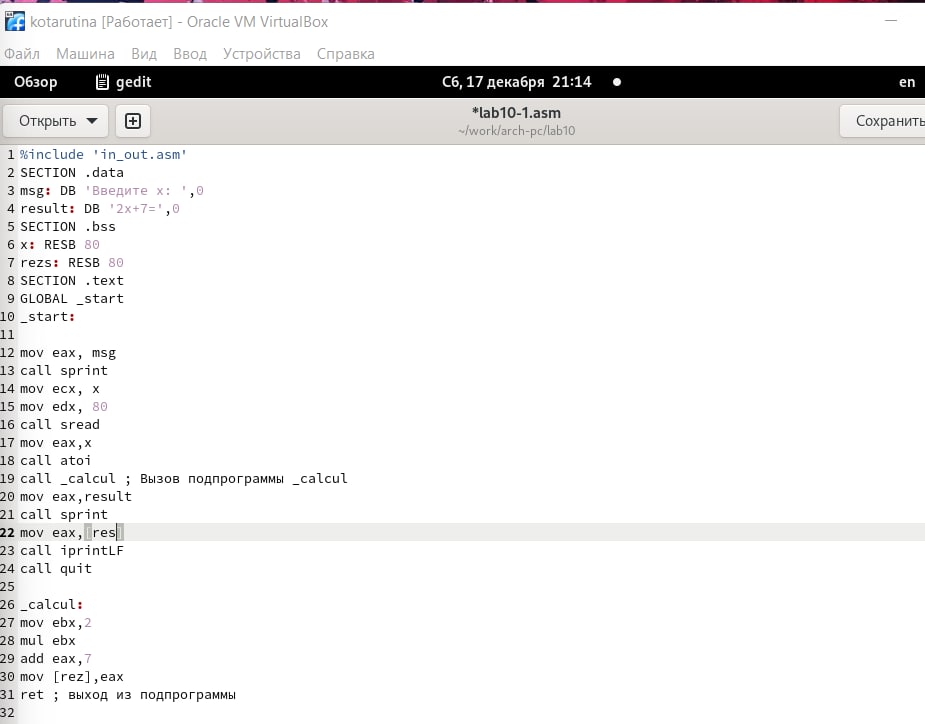 kotarutina [Работает] - Oracle VM VirtualBox
Файл Машина Вид Ввод Устройства Справка
Обзор gedit Сб, 17 декабря 21:14 en
Открыть *lab10-1.asm Сохранить
~/work/arch-pc/lab10
1 %include 'in_out.asm'
2 SECTION .data
3 msg: DB 'Введите x: ',0
4 result: DB '2x+7=',0
5 SECTION .bss
6 x: RESB 80
7 rezs: RESB 80
8 SECTION .text
9 GLOBAL _start
10 _start:
11
12 mov eax, msg
13 call sprint
14 mov ecx, x
15 mov edx, 80
16 call sread
17 mov eax,x
18 call atoi
19 call _calcul ; Вызов подпрограммы _calcul
20 mov eax,result
21 call sprint
22 mov eax,[res]
23 call iprintLF
24 call quit
25
26 _calcul:
27 mov ebx,2
28 mul ebx
29 add eax,7
30 mov [rez],eax
31 ret ; выход из подпрограммы
32